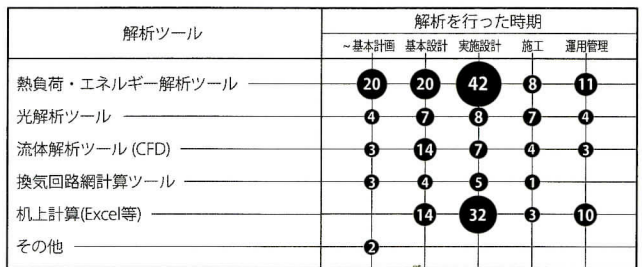 解析ツール 解析を行った時期
~基本計画 基本設計 実施設計 施工 運用管理
熱負荷・エネルギー解析ツール 20 20 42 8 11
光解析ツール 4 7 8 7 4
流体解析ツール (CFD) 3 14 7 4 3
換気回路網計算ツール 3 4 5 1
机上計算(Excel等) 14 32 3 10
その他 2